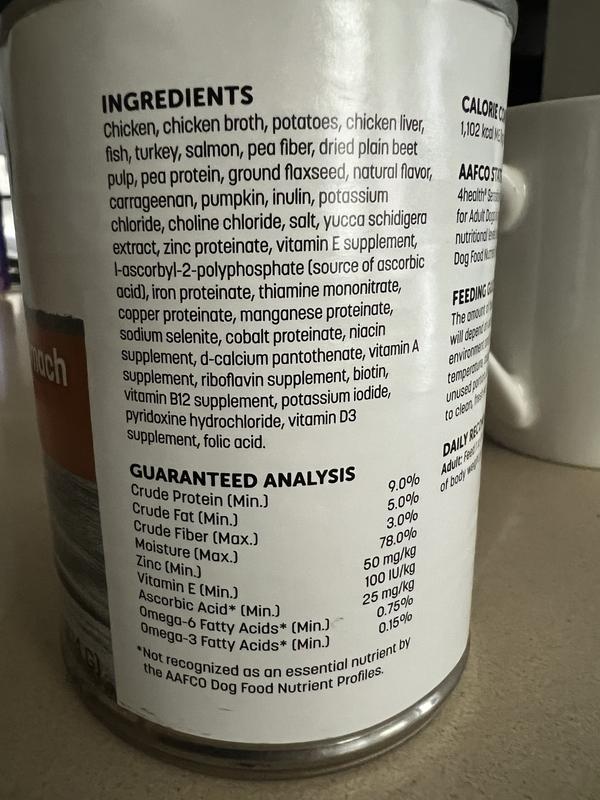 INGREDIENTS
Chicken, chicken broth, potatoes, chicken liver,
fish, turkey, salmon, pea fiber, dried plain beet
pulp, pea protein, ground flaxseed, natural flavor,
carrageenan, pumpkin, inulin, potassium
chloride, choline chloride, salt, yucca schidigera
extract, zinc proteinate, vitamin E supplement,
l-ascorbyl-2-polyphosphate (source of ascorbic
acid), iron proteinate, thiamine mononitrate,
copper proteinate, manganese proteinate,
sodium selenite, cobalt proteinate, niacin
supplement, d-calcium pantothenate, vitamin A
supplement, riboflavin supplement, biotin,
vitamin B12 supplement, potassium iodide,
pyridoxine hydrochloride, vitamin D3
supplement, folic acid.
GUARANTEED ANALYSIS
Crude Protein (Min.) 9.0%
Crude Fat (Min.) 5.0%
Crude Fiber (Max.) 3.0%
Moisture (Max.) 78.0%
Zinc (Min.) 50 mg/kg
Vitamin E (Min.) 100 IU/kg
Ascorbic Acid* (Min.) 25 mg/kg
Omega-6 Fatty Acids* (Min.) 0.75%
Omega-3 Fatty Acids* (Min.) 0.15%
*Not recognized as an essential nutrient by
the AAFCO Dog Food Nutrient Profiles.
CALORIE
1,102 kcal
AAFCO
4health®
for Adult
nutritional
Dog Food
FEEDING
The amount
will depend
environment
temperature
unused
to clean,
DAILY
Adult: Feed
of body
G)